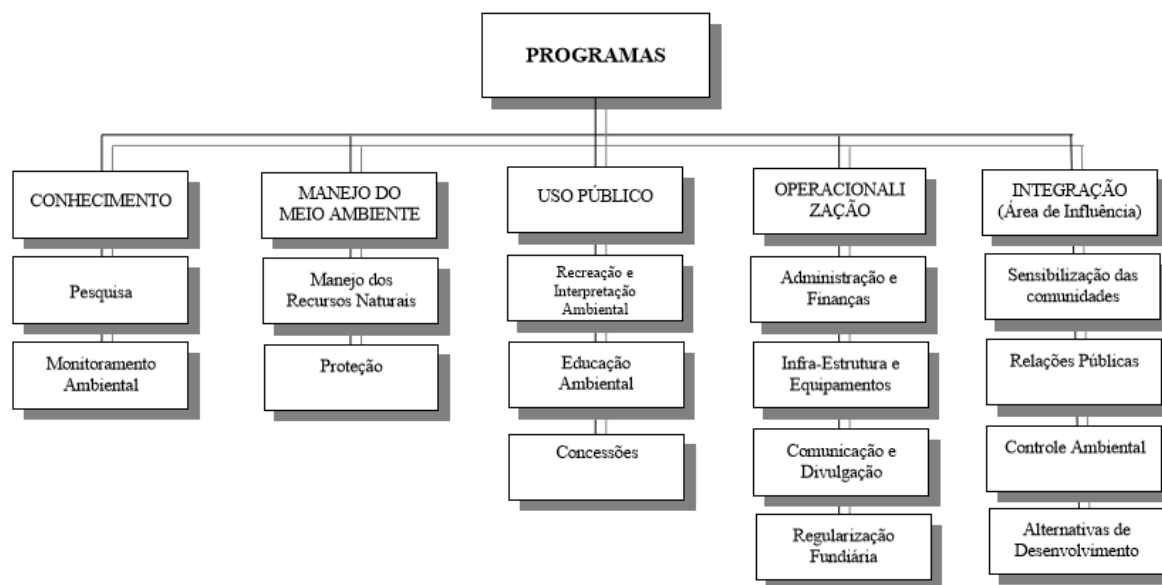 PROGRAMAS
CONHECIMENTO
Pesquisa
Monitoramento
Ambiental
MANEJO DO
MEIO AMBIENTE
Manejo dos
Recursos Naturais
Proteção
USO PÚBLICO
Recreação e
Interpretação
Ambiental
Educação
Ambiental
Concessões
OPERACIONALI
ZAÇÃO
Administração e
Finanças
Infra-Estrutura e
Equipamentos
Comunicação e
Divulgação
Regularização
Fundiária
INTEGRAÇÃO
(Área de Influência)
Sensibilização das
comunidades
Relações Públicas
Controle Ambiental
Alternativas de
Desenvolvimento